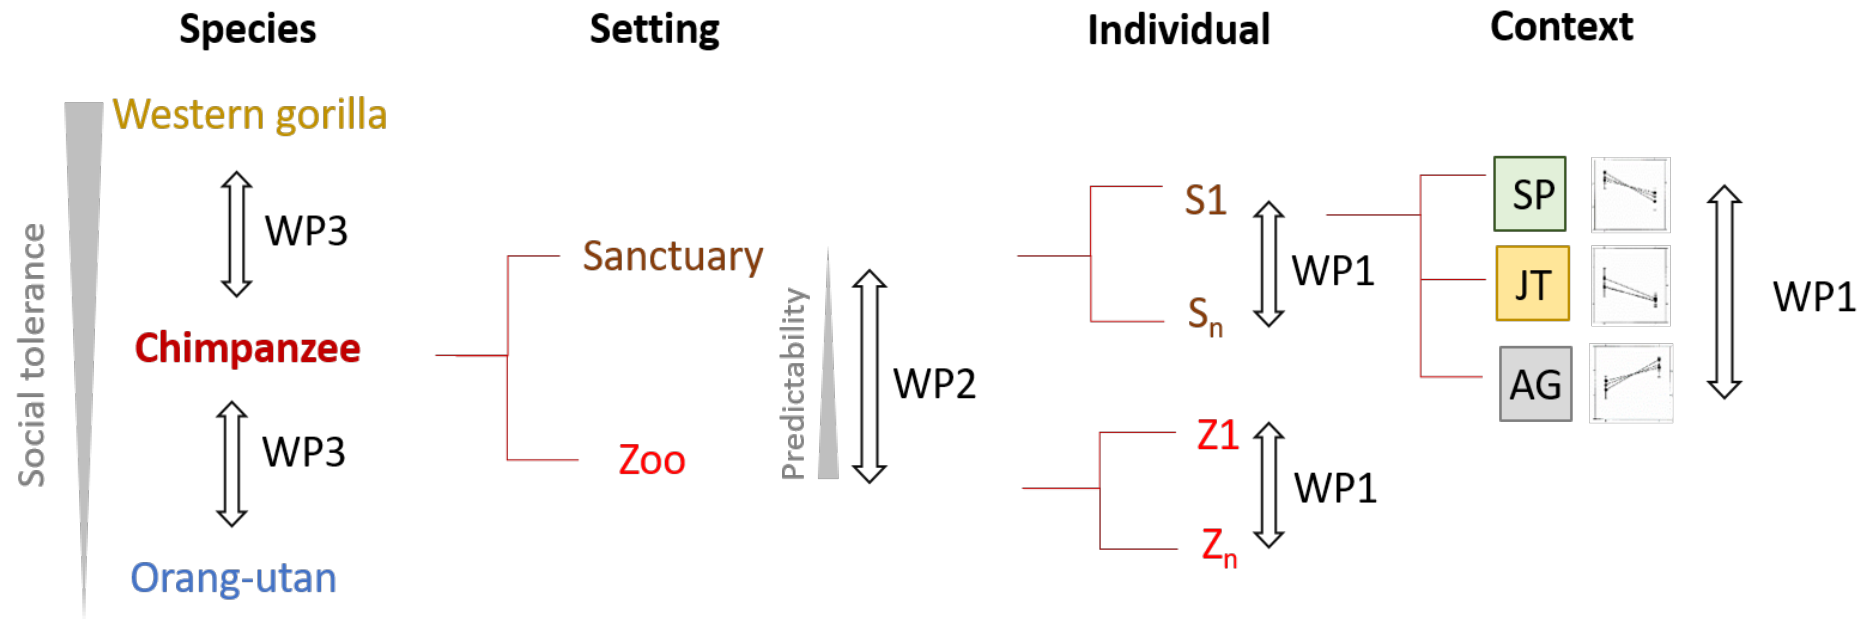 Species
Setting
Individual
Context
Social tolerance
Western gorilla
WP3
Chimpanzee
WP3
Orang-utan
Sanctuary
Zoo
Predictability
WP2
S1
Sn
WP1
Z1
Zn
WP1
SP
JT
AG
WP1